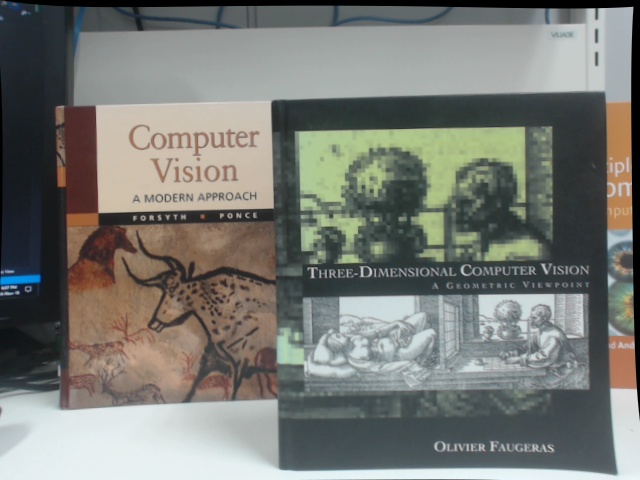 Computer
Vision
A MODERN APPROACH
FORSYTH ▪ PONCE
THREE-DIMENSIONAL COMPUTER VISION
A GEOMETRIC VIEWPOINT
OLIVIER FAUGERAS